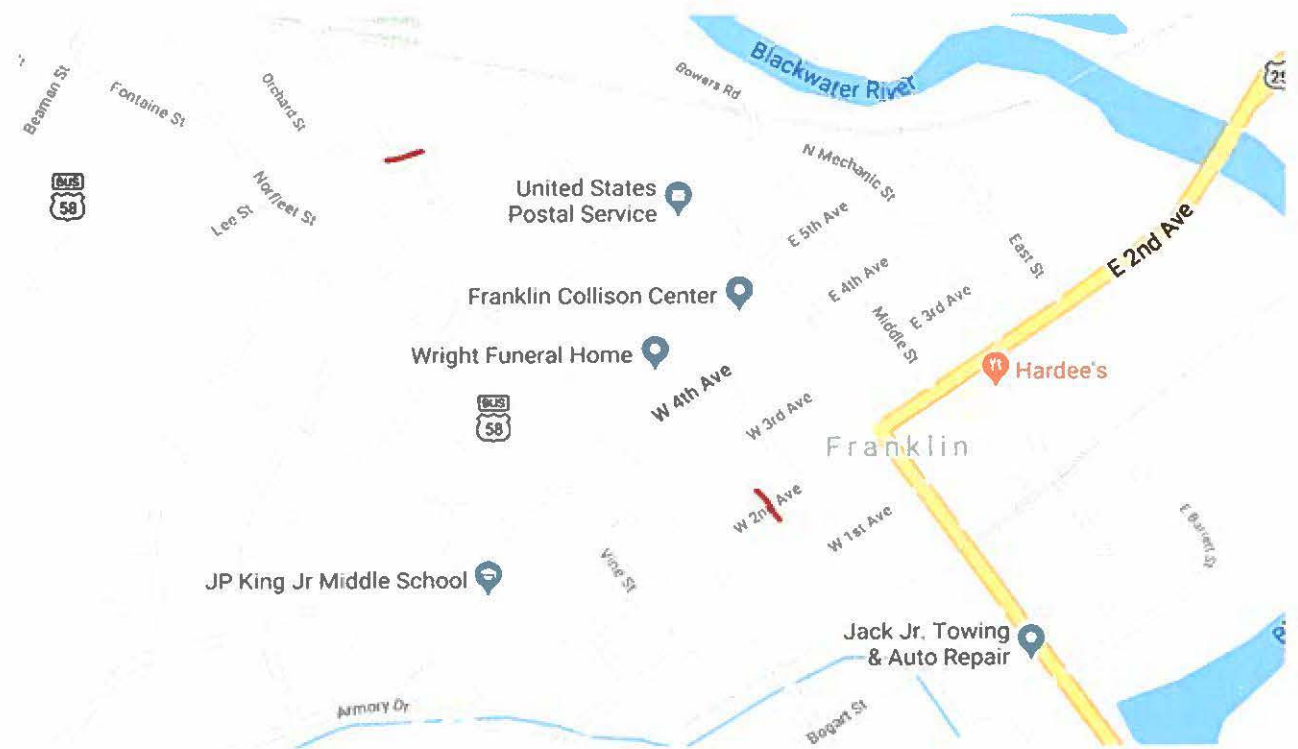 Blackwater River
Bowers Rd
Beaman St
Fontaine St
Orchard St
N Mechanic St
BUS
58
Norfleet St
Lee St
United States
Postal Service
E 5th Ave
East St
E 2nd Ave
E 4th Ave
E 3rd Ave
Middle St
Franklin Collison Center
Wright Funeral Home
Hardee's
W 4th Ave
BUS
58
W 3rd Ave
Franklin
W 2nd Ave
W 1st Ave
E Barrett St
Vine St
JP King Jr Middle School
Jack Jr. Towing
& Auto Repair
Armory Dr
Bogart St